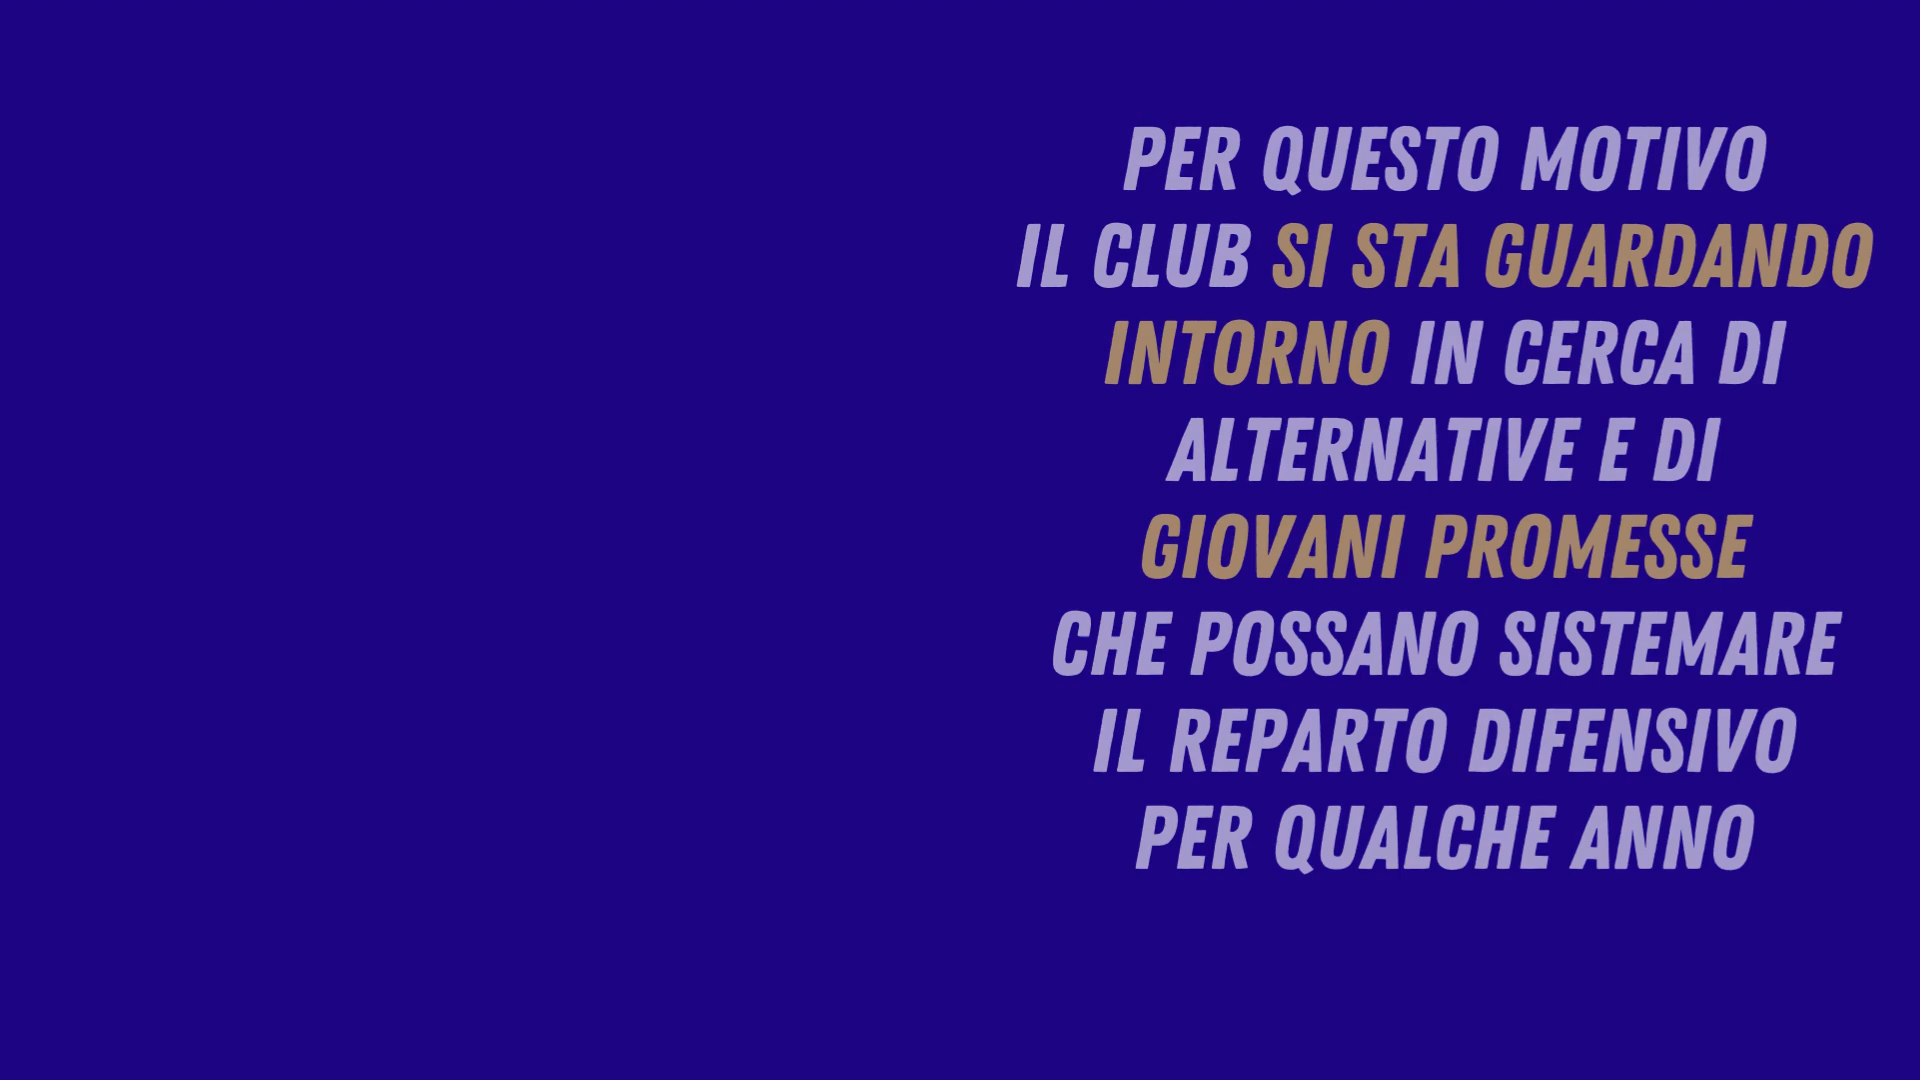 PER QUESTO MOTIVO
IL CLUB SI STA GUARDANDO
INTORNO IN CERCA DI
ALTERNATIVE E DI
GIOVANI PROMESSE
CHE POSSANO SISTEMARE
IL REPARTO DIFENSIVO
PER QUALCHE ANNO